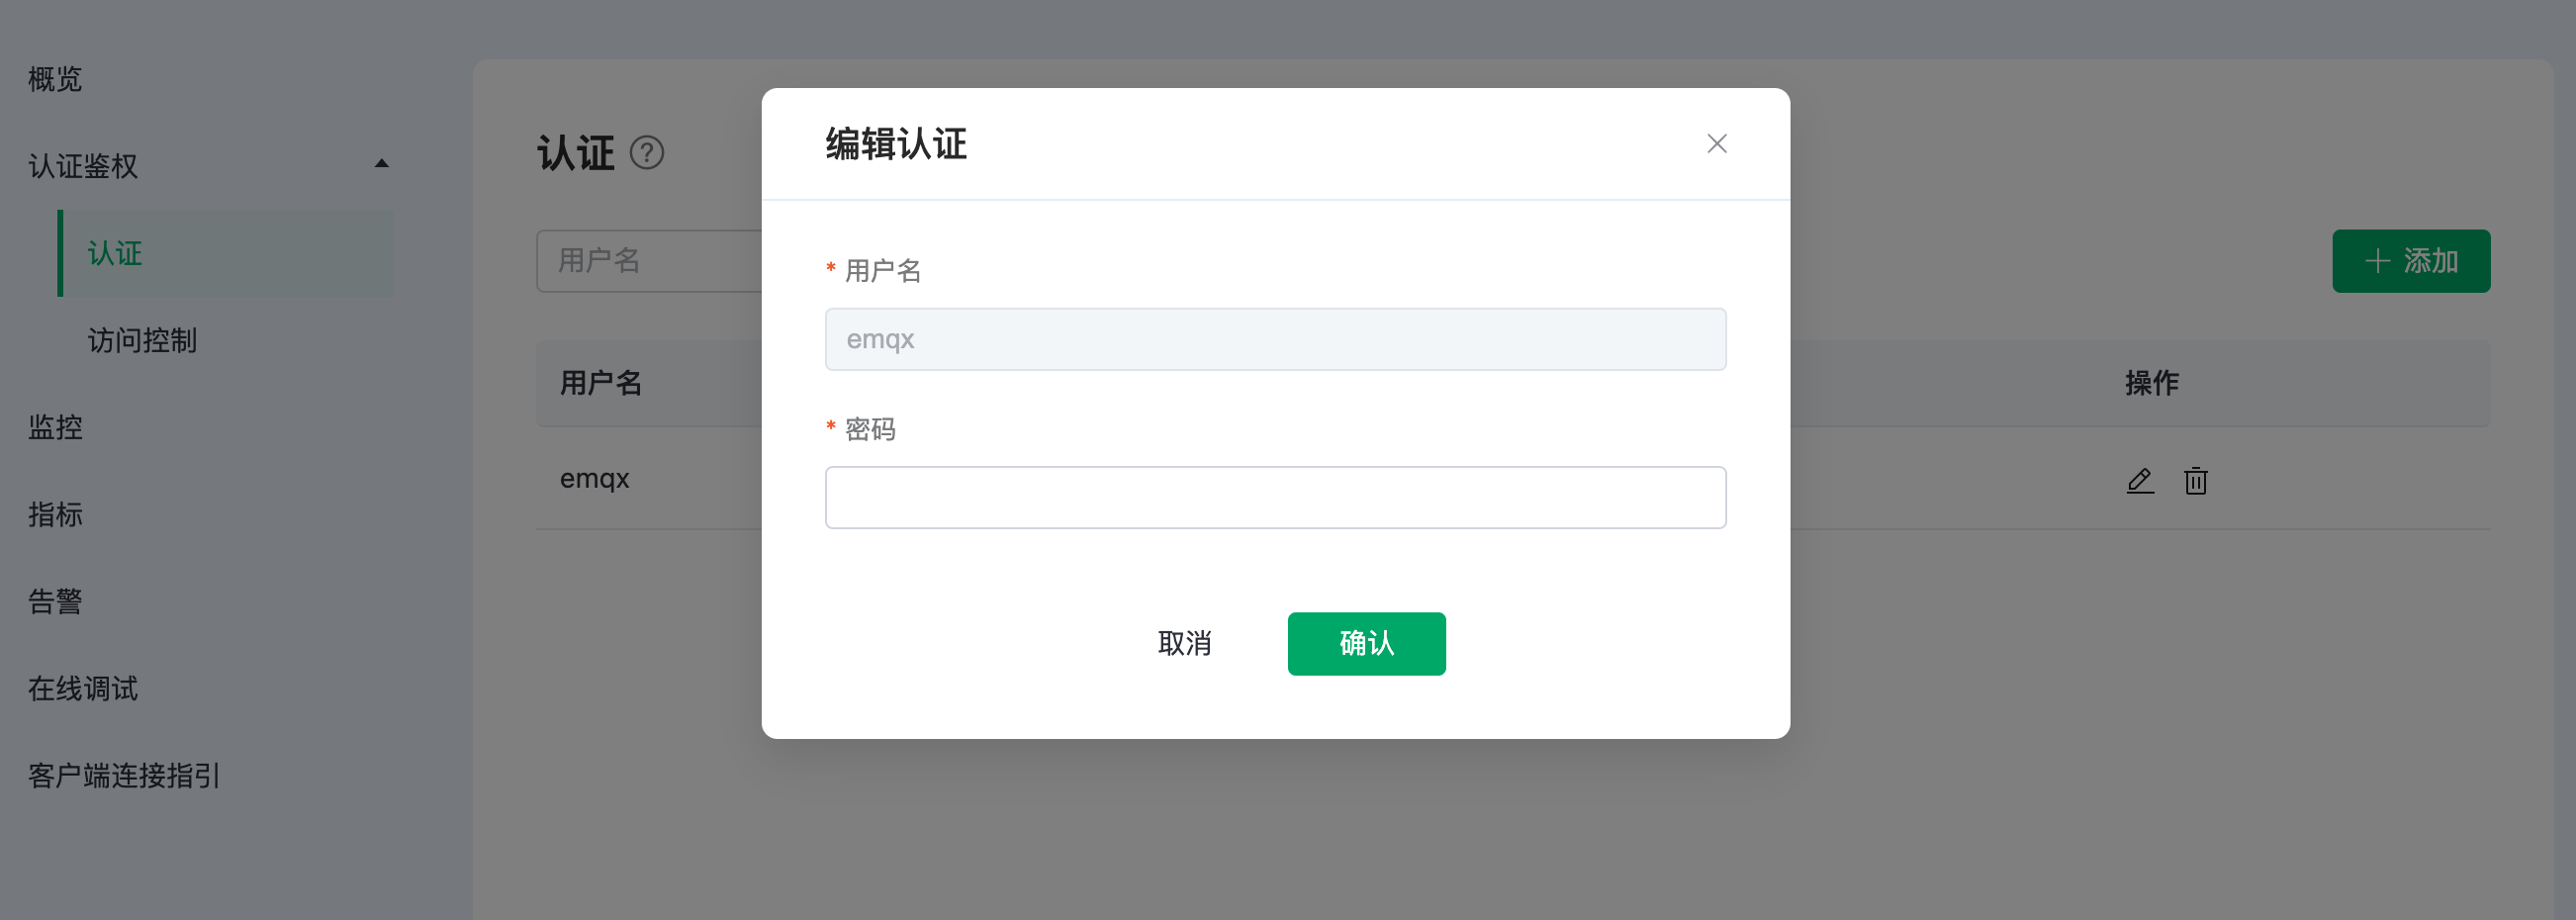 概览
认证鉴权
认证
访问控制
监控
指标
告警
在线调试
客户端连接指引
认证 ?
用户名
+ 添加
用户名
操作
emqx
编辑认证
* 用户名
emqx
* 密码
取消
确认